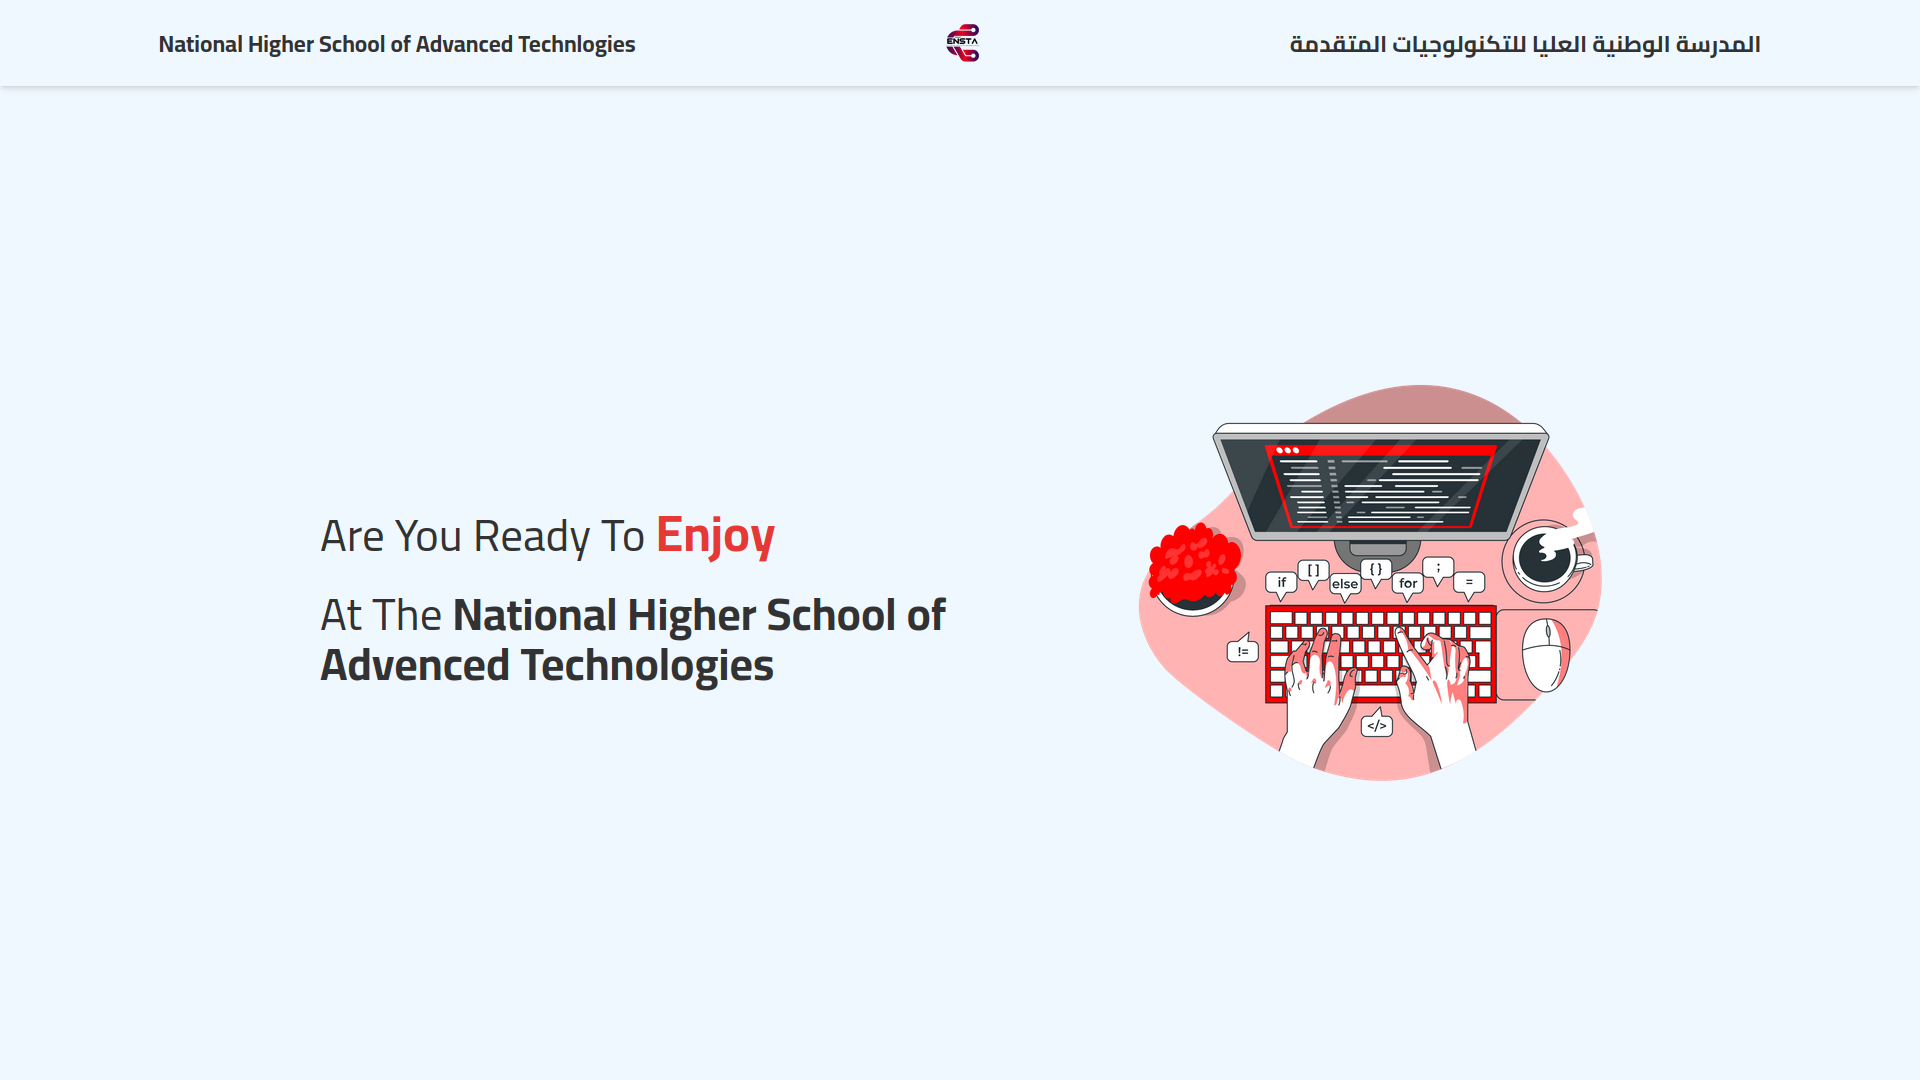 National Higher School of Advanced Technlogies
ENSTA
المدرسة الوطنية العليا للتكنولوجيات المتقدمة
Are You Ready To Enjoy
At The National Higher School of
Advenced Technologies
if
[ ]
else
{ }
for
;
=
!=
</>